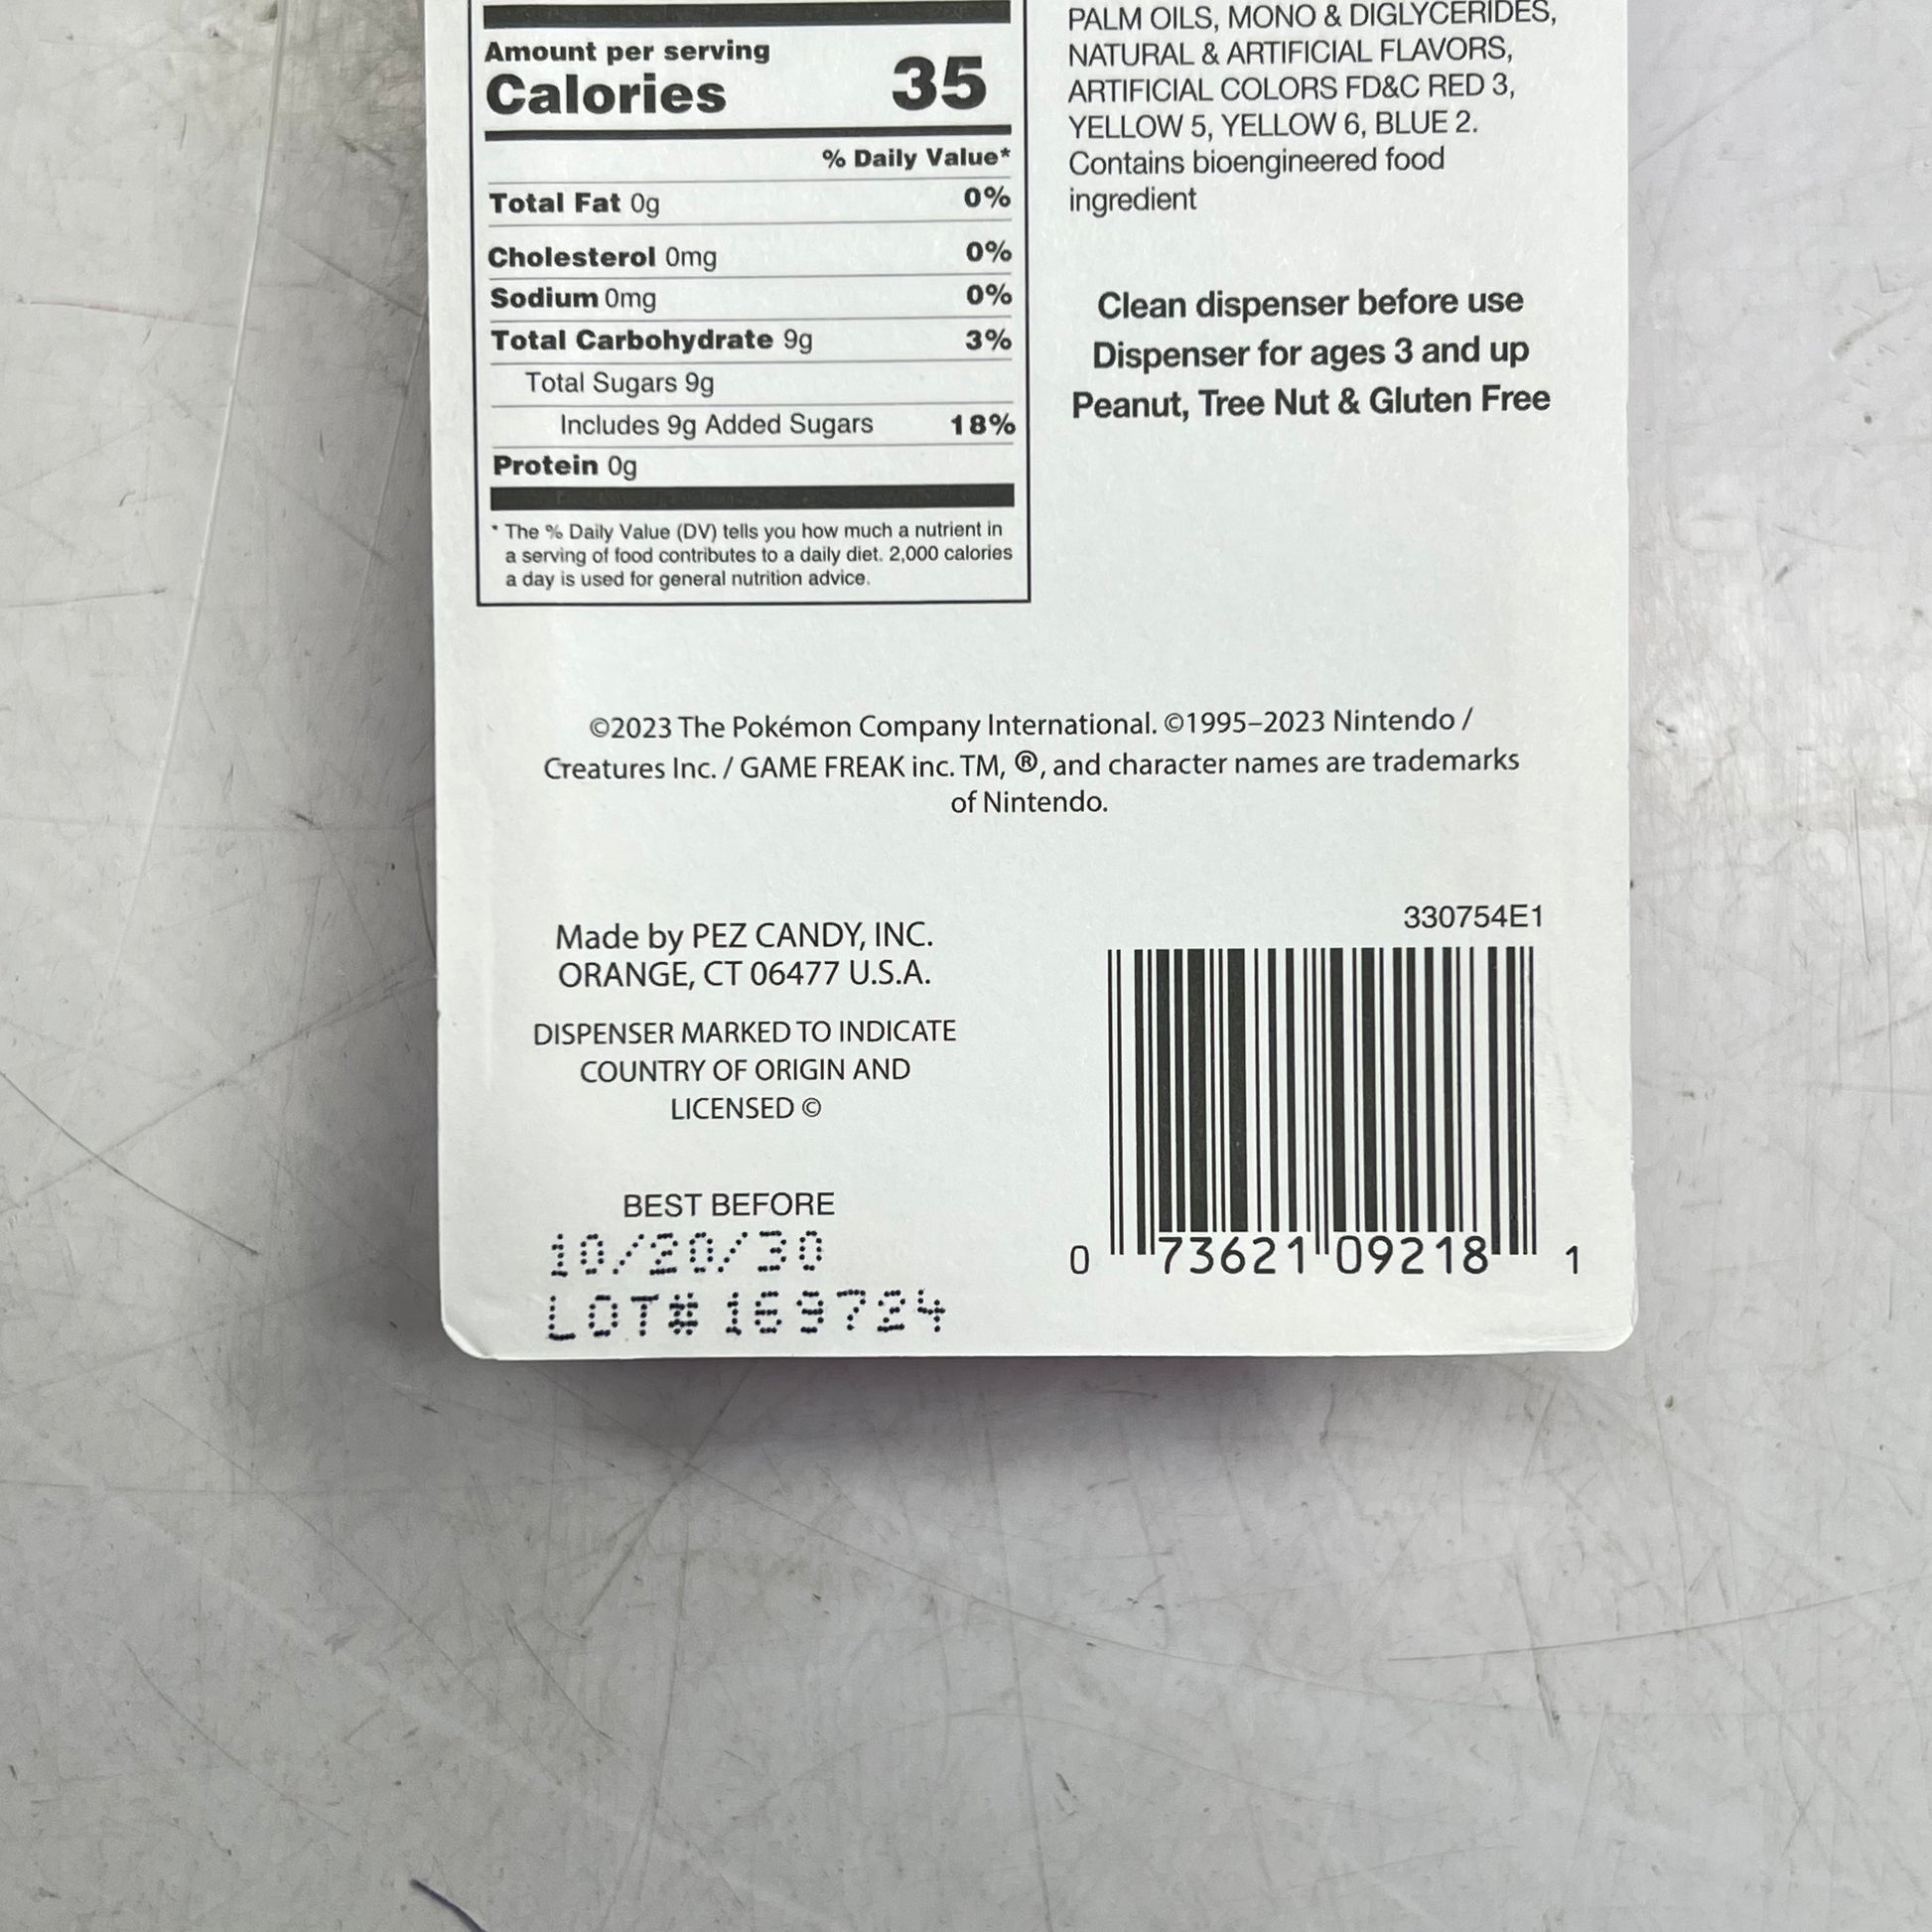 Amount per serving
Calories 35
% Daily Value*
Total Fat 0g 0%
Cholesterol 0mg 0%
Sodium 0mg 0%
Total Carbohydrate 9g 3%
Total Sugars 9g
Includes 9g Added Sugars 18%
Protein 0g
* The % Daily Value (DV) tells you how much a nutrient in
a serving of food contributes to a daily diet. 2,000 calories
a day is used for general nutrition advice.
PALM OILS, MONO & DIGLYCERIDES,
NATURAL & ARTIFICIAL FLAVORS,
ARTIFICIAL COLORS FD&C RED 3,
YELLOW 5, YELLOW 6, BLUE 2.
Contains bioengineered food
ingredient
Clean dispenser before use
Dispenser for ages 3 and up
Peanut, Tree Nut & Gluten Free
©2023 The Pokémon Company International. ©1995–2023 Nintendo /
Creatures Inc. / GAME FREAK inc. TM, ®, and character names are trademarks
of Nintendo.
Made by PEZ CANDY, INC.
ORANGE, CT 06477 U.S.A.
DISPENSER MARKED TO INDICATE
COUNTRY OF ORIGIN AND
LICENSED ©
BEST BEFORE
10/20/30
LOT# 169724
330754E1
0 73621 09218 1